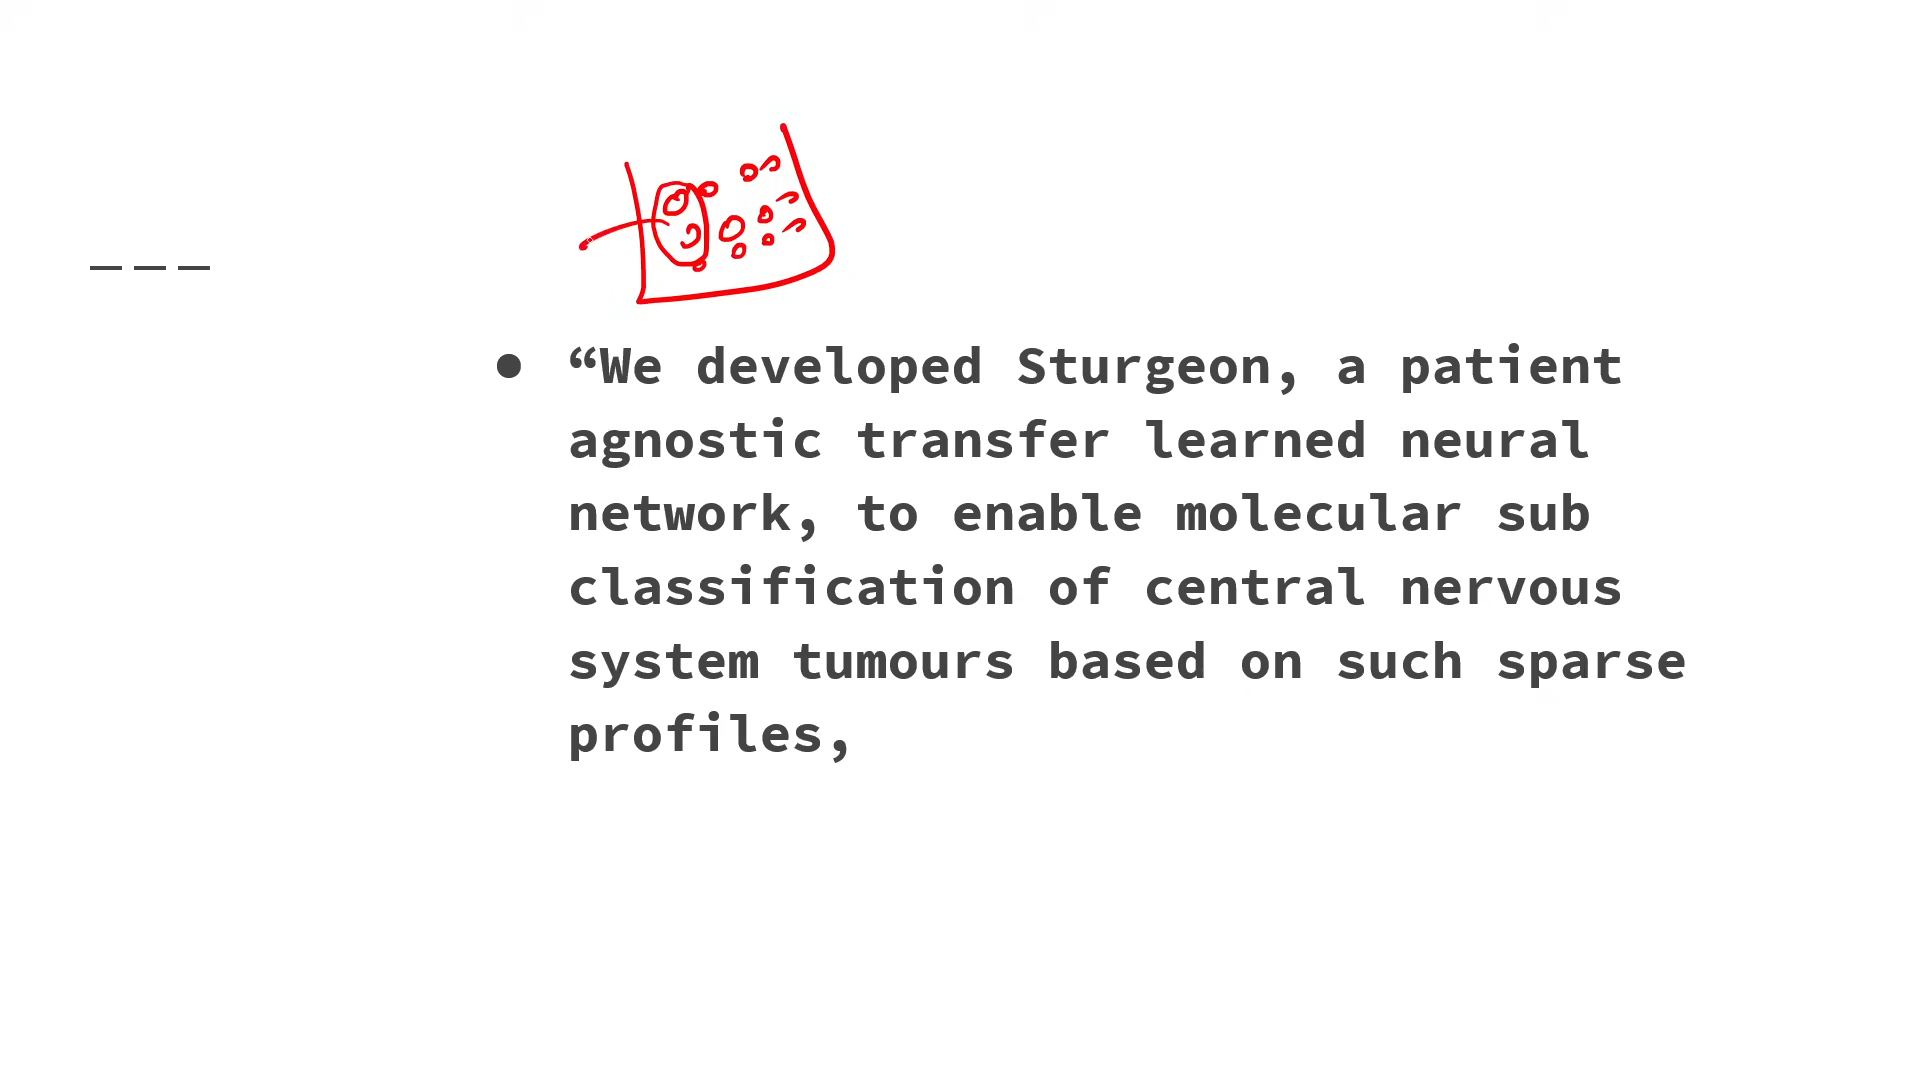 ● “We developed Sturgeon, a patient
agnostic transfer learned neural
network, to enable molecular sub
classification of central nervous
system tumours based on such sparse
profiles,